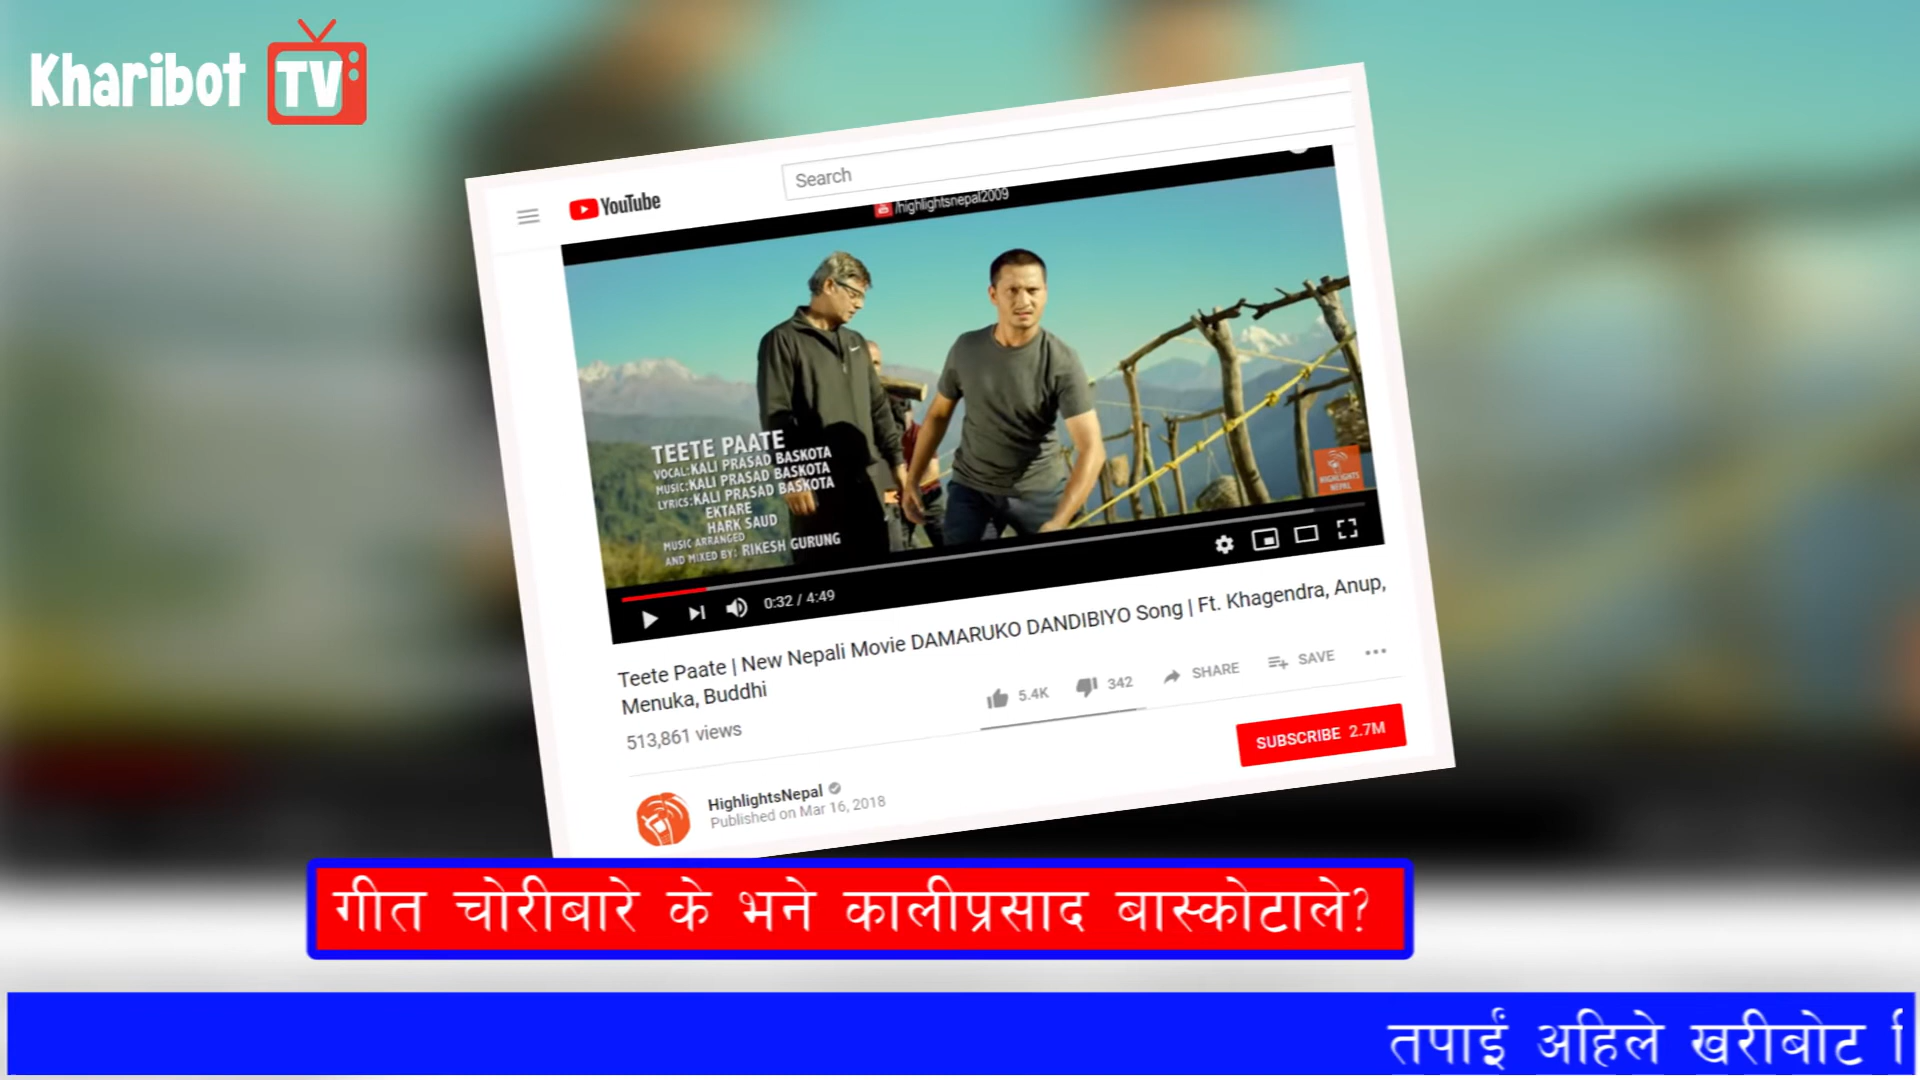 Kharibot TV
Search
YouTube
/highlightsnepal2009
TEETE PAATE
VOCAL: KALI PRASAD BASKOTA
MUSIC: KALI PRASAD BASKOTA
LYRICS: KALI PRASAD BASKOTA
EKTARE
HARK SAUD
MUSIC ARRANGED
AND MIXED BY: RIKESH GURUNG
HIGHLIGHTS
NEPAL
0:32 / 4:49
Teete Paate | New Nepali Movie DAMARUKO DANDIBIYO Song | Ft. Khagendra, Anup,
Menuka, Buddhi
513,861 views
5.4K 342 SHARE SAVE
SUBSCRIBE 2.7M
HighlightsNepal
Published on Mar 16, 2018
गीत चोरीबारे के भने कालीप्रसाद बास्कोटाले?
तपाईं अहिले खरीबोट